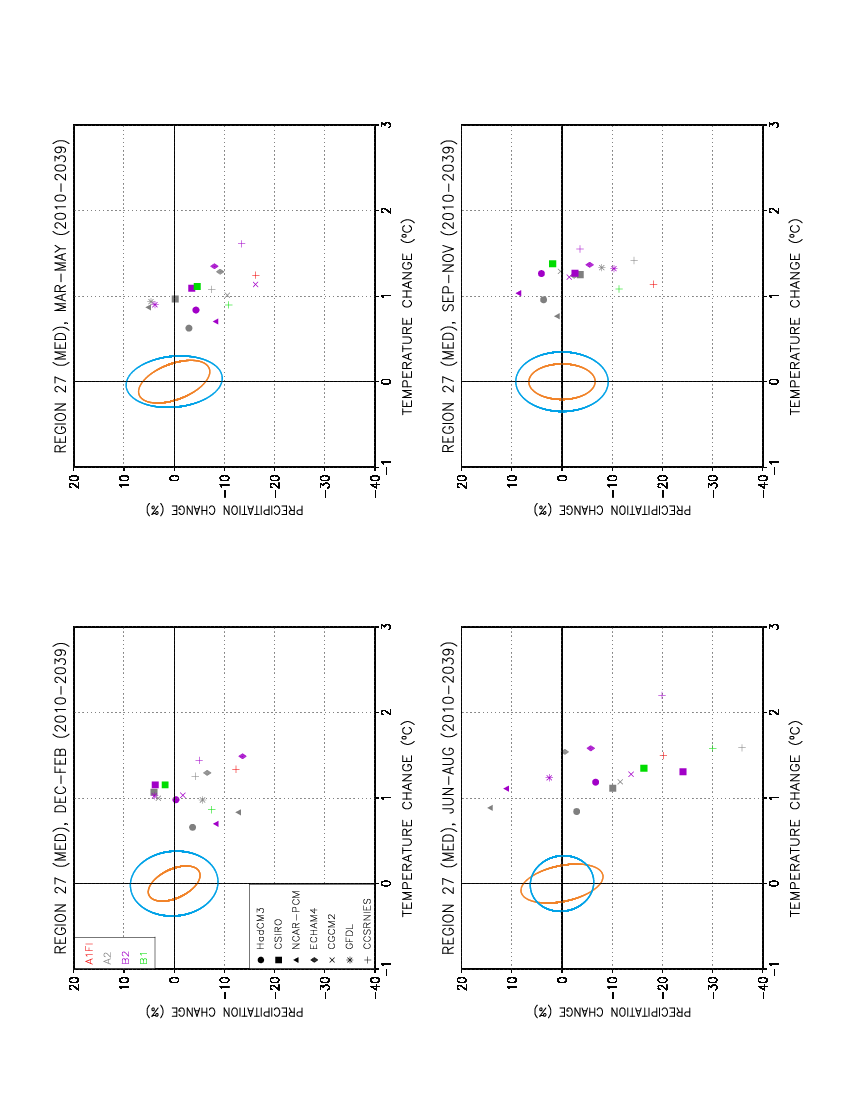 REGION 27 (MED), DEC-FEB (2010-2039)
A1FI
A2
B2
B1
HadCM3
CSIRO
NCAR-PCM
ECHAM4
CGCM2
GFDL
CCSRNIES
20
10
0
-10
-20
-30
-40
PRECIPITATION CHANGE (%)
-1
0
1
2
3
TEMPERATURE CHANGE (ºC)
REGION 27 (MED), MAR-MAY (2010-2039)
20
10
0
-10
-20
-30
-40
PRECIPITATION CHANGE (%)
-1
0
1
2
3
TEMPERATURE CHANGE (ºC)
REGION 27 (MED), JUN-AUG (2010-2039)
20
10
0
-10
-20
-30
-40
PRECIPITATION CHANGE (%)
-1
0
1
2
3
TEMPERATURE CHANGE (ºC)
REGION 27 (MED), SEP-NOV (2010-2039)
20
10
0
-10
-20
-30
-40
PRECIPITATION CHANGE (%)
-1
0
1
2
3
TEMPERATURE CHANGE (ºC)